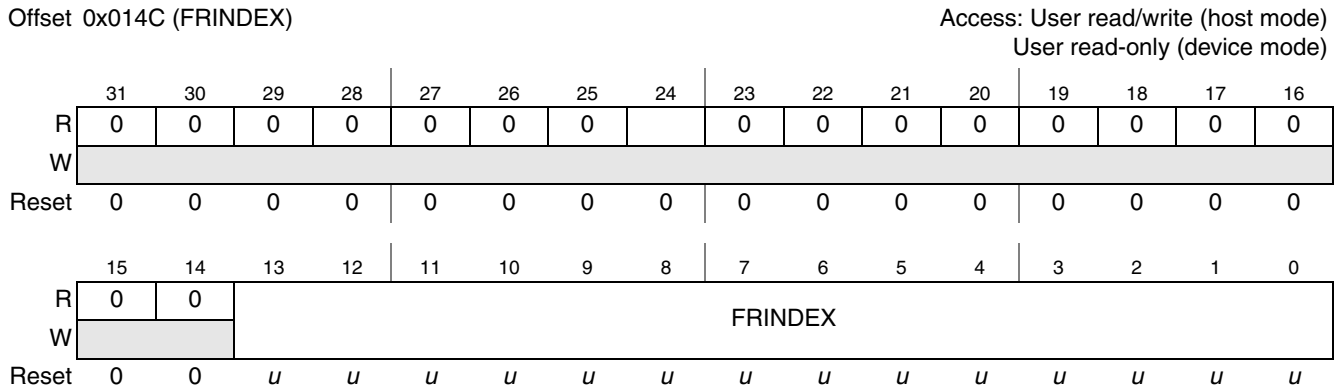 Offset 0x014C (FRINDEX) Access: User read/write (host mode)
User read-only (device mode)
31 30 29 28 27 26 25 24 23 22 21 20 19 18 17 16
R 0 0 0 0 0 0 0 0 0 0 0 0 0 0 0
W
Reset 0 0 0 0 0 0 0 0 0 0 0 0 0 0 0 0
15 14 13 12 11 10 9 8 7 6 5 4 3 2 1 0
R 0 0 FRINDEX
W
Reset 0 0 u u u u u u u u u u u u u u